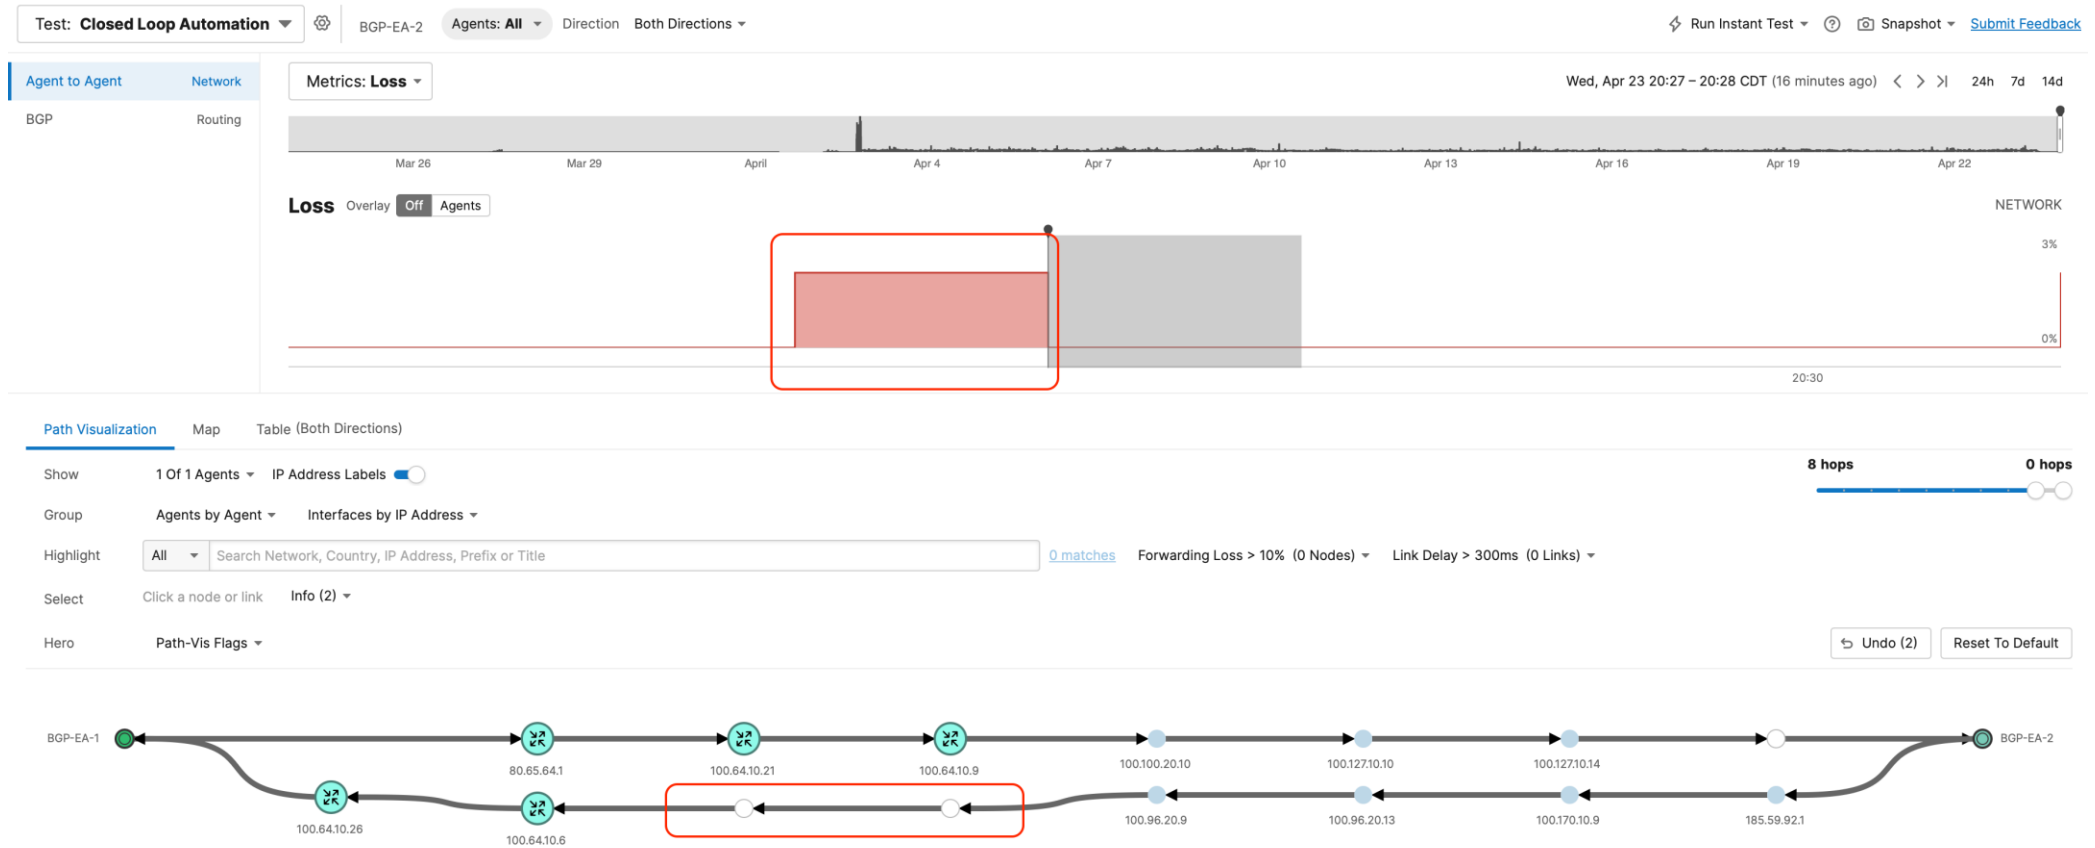 Test: Closed Loop Automation BGP-EA-2 Agents: All Direction Both Directions Run Instant Test Snapshot Submit Feedback
Agent to Agent Network
BGP Routing
Metrics: Loss Wed, Apr 23 20:27 – 20:28 CDT (16 minutes ago) 24h 7d 14d
Mar 26 Mar 29 April Apr 4 Apr 7 Apr 10 Apr 13 Apr 16 Apr 19 Apr 22
Loss Overlay Off Agents NETWORK
3%
0%
20:30
Path Visualization Map Table (Both Directions)
Show 1 Of 1 Agents IP Address Labels 8 hops 0 hops
Group Agents by Agent Interfaces by IP Address
Highlight All Search Network, Country, IP Address, Prefix or Title 0 matches Forwarding Loss > 10% (0 Nodes) Link Delay > 300ms (0 Links)
Select Click a node or link Info (2)
Hero Path-Vis Flags Undo (2) Reset To Default
BGP-EA-1 BGP-EA-2
80.65.64.1 100.64.10.21 100.64.10.9 100.100.20.10 100.127.10.10 100.127.10.14
100.64.10.26 100.64.10.6 100.96.20.9 100.96.20.13 100.170.10.9 185.59.92.1